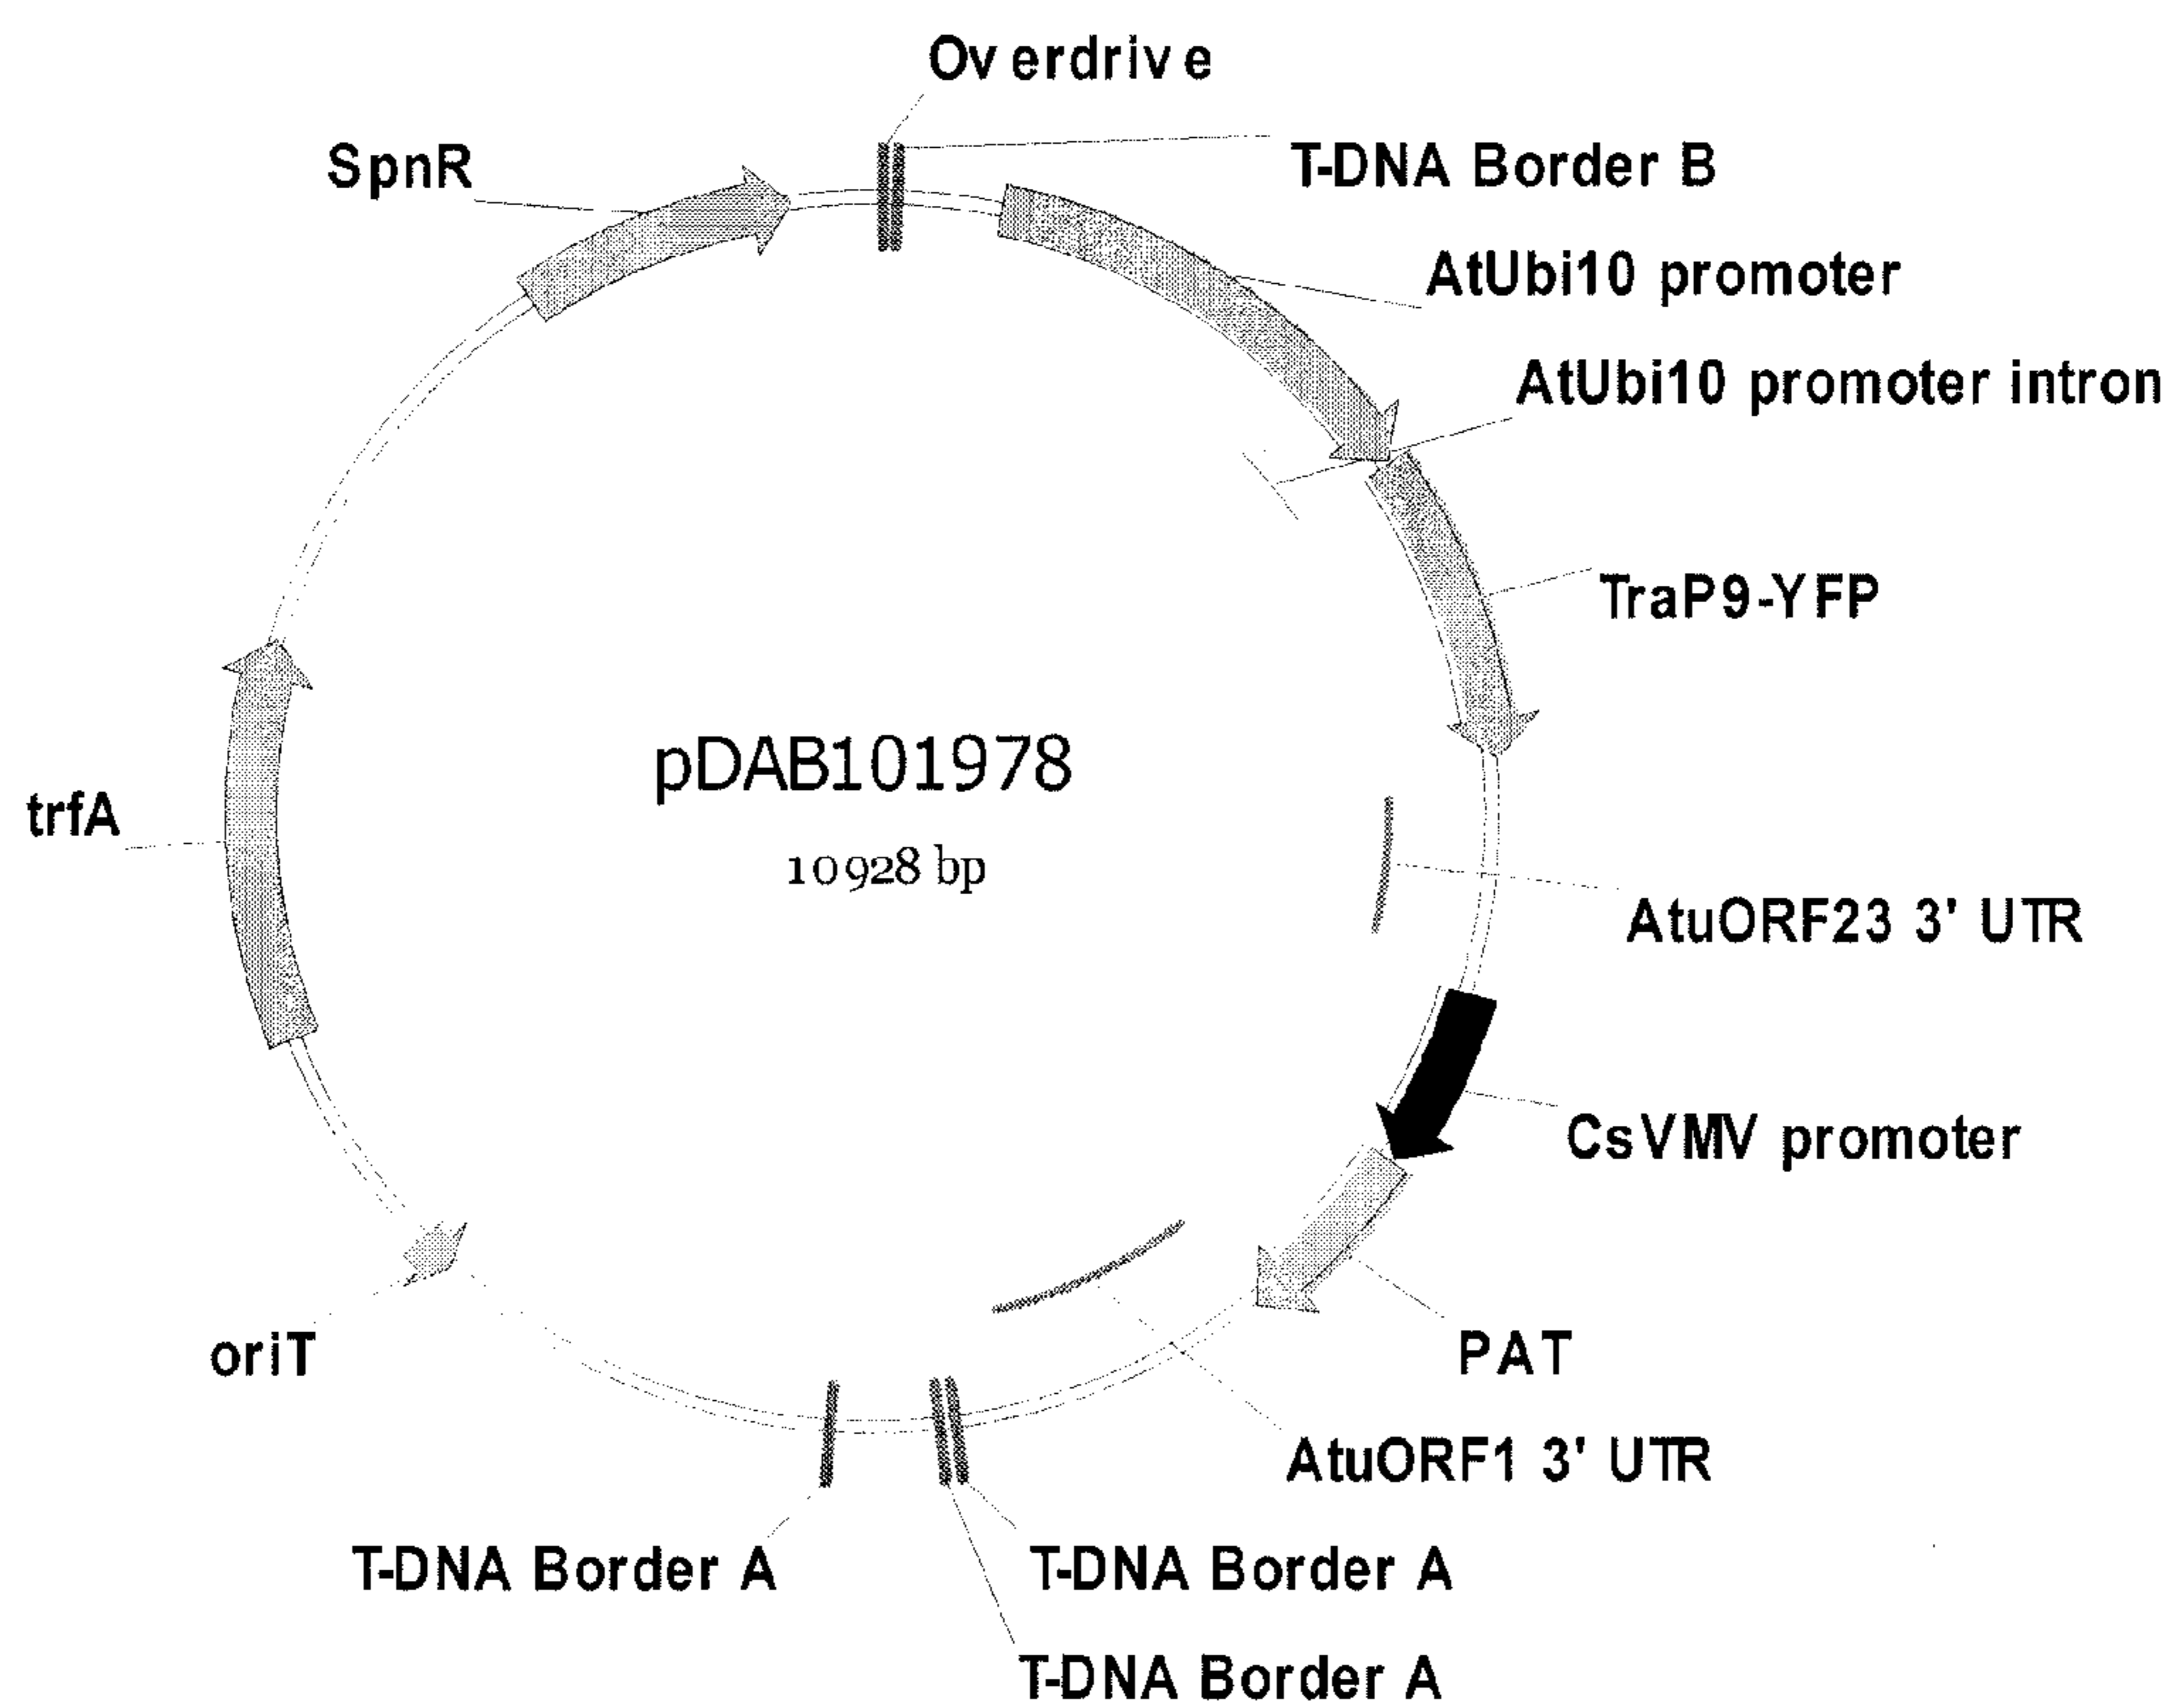 Overdrive
SpnR
T-DNA Border B
AtUbi10 promoter
AtUbi10 promoter intron
TraP9-YFP
pDAB101978
10928 bp
trfA
AtuORF23 3' UTR
CsVMV promoter
PAT
oriT
AtuORF1 3' UTR
T-DNA Border A
T-DNA Border A
T-DNA Border A